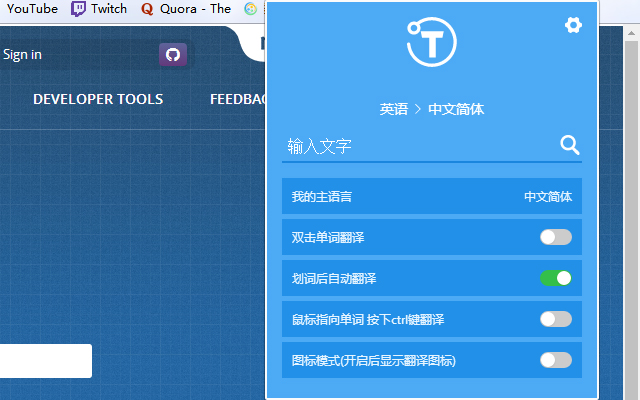 YouTube Twitch Quora - The
Sign in
DEVELOPER TOOLS FEEDBAC
T
英语 > 中文简体
输入文字
我的主语言 中文简体
双击单词翻译
划词后自动翻译
鼠标指向单词 按下ctrl键翻译
图标模式(开启后显示翻译图标)